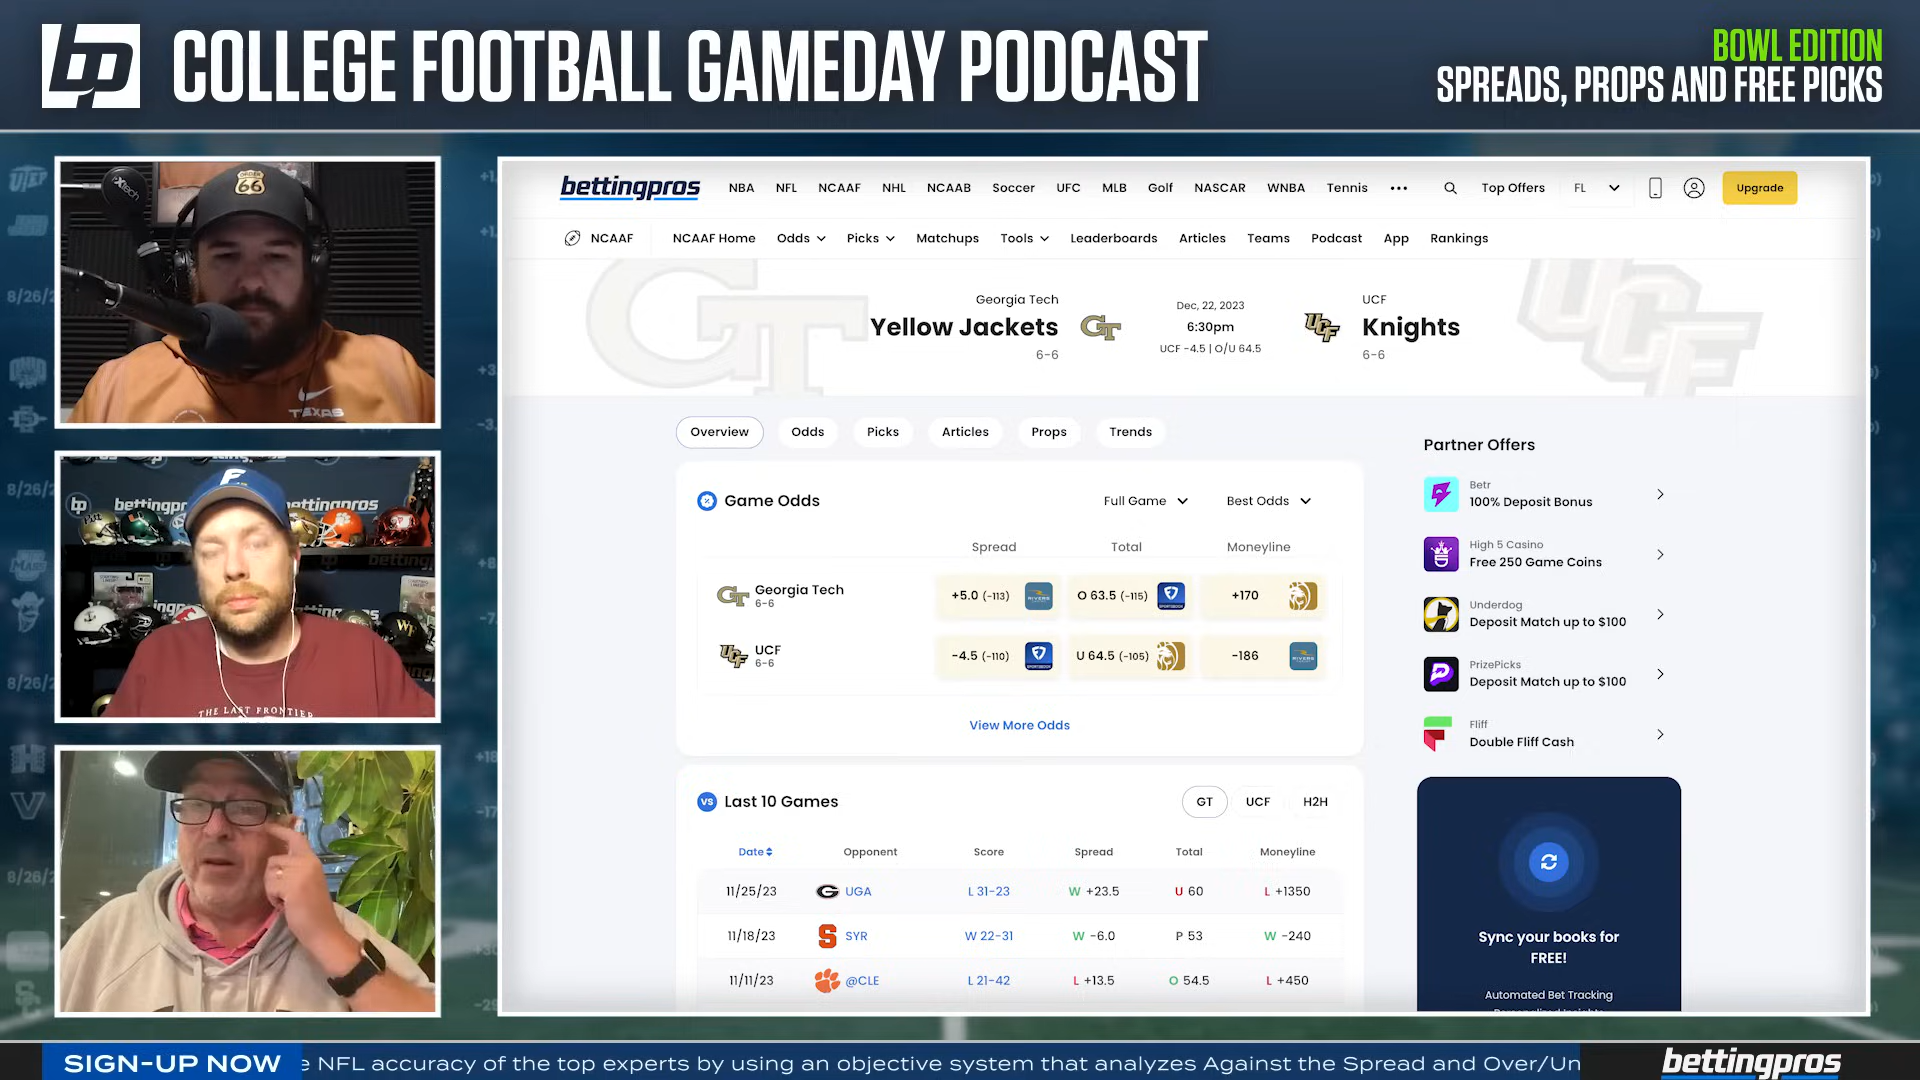 bp COLLEGE FOOTBALL GAMEDAY PODCAST
BOWL EDITION
SPREADS, PROPS AND FREE PICKS
bettingpros NBA NFL NCAAF NHL NCAAB Soccer UFC MLB Golf NASCAR WNBA Tennis ••• Top Offers FL Upgrade
NCAAF NCAAF Home Odds Picks Matchups Tools Leaderboards Articles Teams Podcast App Rankings
Georgia Tech
Yellow Jackets
6-6
GT
Dec, 22, 2023
6:30pm
UCF -4.5 | O/U 64.5
UCF
Knights
6-6
Overview Odds Picks Articles Props Trends
Game Odds Full Game Best Odds
Spread Total Moneyline
Georgia Tech
6-6
+5.0 (-113) O 63.5 (-115) +170
UCF
6-6
-4.5 (-110) U 64.5 (-105) -186
View More Odds
VS Last 10 Games GT UCF H2H
Date Opponent Score Spread Total Moneyline
11/25/23 UGA L 31-23 W +23.5 U 60 L +1350
11/18/23 SYR W 22-31 W -6.0 P 53 W -240
11/11/23 @CLE L 21-42 L +13.5 O 54.5 L +450
Partner Offers
Betr
100% Deposit Bonus
High 5 Casino
Free 250 Game Coins
Underdog
Deposit Match up to $100
PrizePicks
Deposit Match up to $100
Fliff
Double Fliff Cash
Sync your books for
FREE!
Automated Bet Tracking
66
TEXAS
bp bettingpros
THE LAST FRONTIER
SIGN-UP NOW
NFL accuracy of the top experts by using an objective system that analyzes Against the Spread and Over/Un
bettingpros